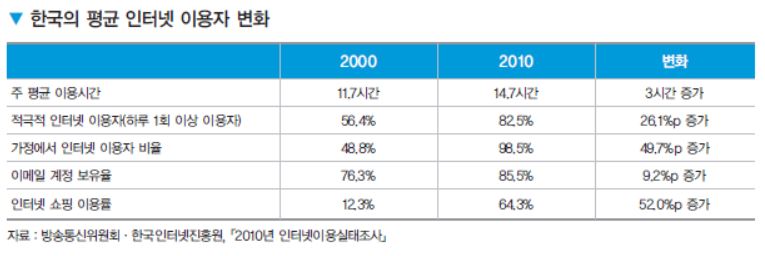 ▼ 한국의 평균 인터넷 이용자 변화
2000 2010 변화
주 평균 이용시간 11.7시간 14.7시간 3시간 증가
적극적 인터넷 이용자(하루 1회 이상 이용자) 56.4% 82.5% 26.1%p 증가
가정에서 인터넷 이용자 비율 48.8% 98.5% 49.7%p 증가
이메일 계정 보유율 76.3% 85.5% 9.2%p 증가
인터넷 쇼핑 이용률 12.3% 64.3% 52.0%p 증가
자료 : 방송통신위원회 · 한국인터넷진흥원, 「2010년 인터넷이용실태조사」